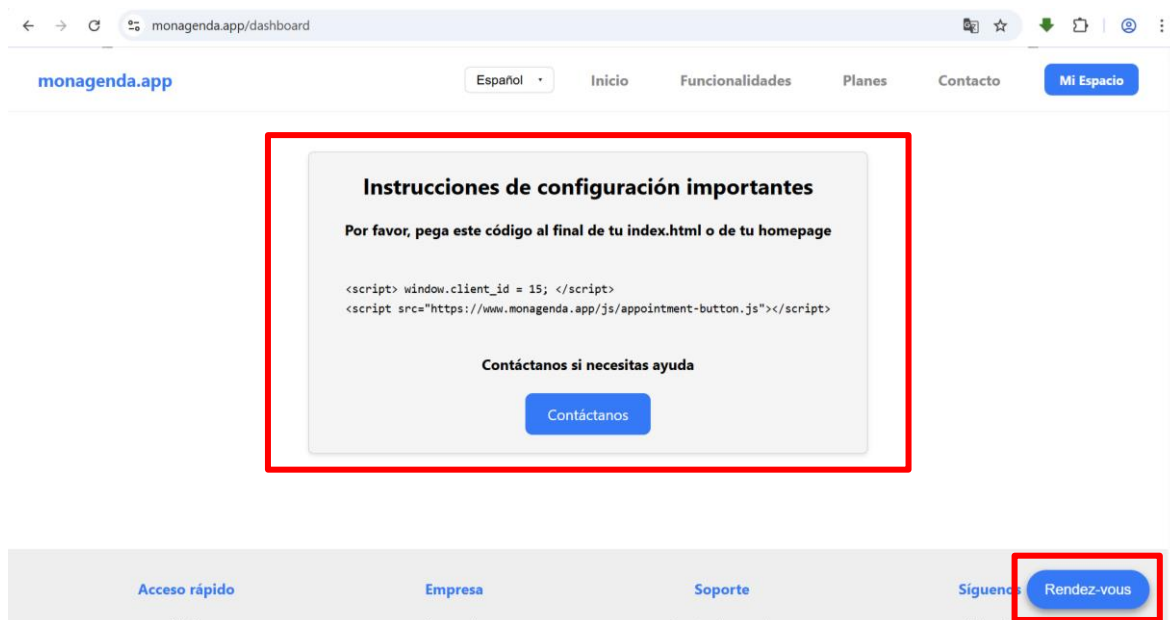 monagenda.app/dashboard
monagenda.app
Español
Inicio
Funcionalidades
Planes
Contacto
Mi Espacio
Instrucciones de configuración importantes
Por favor, pega este código al final de tu index.html o de tu homepage
<script> window.client_id = 15; </script>
<script src="https://www.monagenda.app/js/appointment-button.js"></script>
Contáctanos si necesitas ayuda
Contáctanos
Acceso rápido
Empresa
Soporte
Síguenos
Rendez-vous